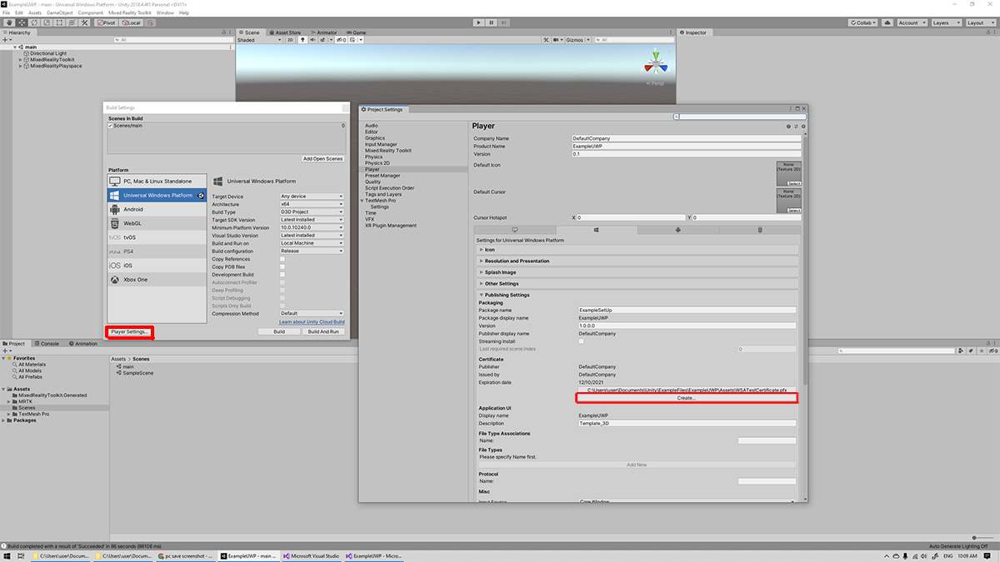 ExampleUWP - main - Universal Windows Platform - Unity 2019.4.4f1 Personal <DX11>
File Edit Assets GameObject Component Mixed Reality Toolkit Window Help
Pivot Local Collab Account Layers Layout
Hierarchy
All
main
Directional Light
MixedRealityToolkit
MixedRealityPlayspace
Scene Asset Store Animator Game
Shaded 2D 0 Gizmos All
Persp
Inspector
Build Settings
Scenes In Build
Scenes/main 0
Add Open Scenes
Platform
PC, Mac & Linux Standalone
Universal Windows Platform
Android
WebGL
tvOS tvOS
PS4
iOS iOS
Xbox One
Universal Windows Platform
Target Device Any device
Architecture x64
Build Type D3D Project
Target SDK Version Latest installed
Minimum Platform Version 10.0.10240.0
Visual Studio Version Latest installed
Build and Run on Local Machine
Build configuration Release
Copy References
Copy PDB files
Development Build
Autoconnect Profiler
Deep Profiling
Script Debugging
Scripts Only Build
Compression Method Default
Learn about Unity Cloud Build
Player Settings... Build Build And Run
Project Settings
Audio
Editor
Graphics
Input Manager
Mixed Reality Toolkit
Physics
Physics 2D
Player
Preset Manager
Quality
Script Execution Order
Tags and Layers
TextMesh Pro
Settings
Time
VFX
XR Plugin Management
Player
Company Name DefaultCompany
Product Name ExampleUWP
Version 0.1
Default Icon
None
(Texture 2D)
Select
Default Cursor
None
(Texture 2D)
Select
Cursor Hotspot X 0 Y 0
Settings for Universal Windows Platform
Icon
Resolution and Presentation
Splash Image
Other Settings
Publishing Settings
Packaging
Package name ExampleSetUp
Package display name ExampleUWP
Version 1.0.0.0
Publisher display name DefaultCompany
Streaming Install
Last required scene index 0
Certificate
Publisher DefaultCompany
Issued by DefaultCompany
Expiration date 12/10/2021
C:\Users\user\Documents\Unity\ExampleFiles\ExampleUWP\Assets\WSATestCertificate.pfx
Create...
Application UI
Display name ExampleUWP
Description Template_3D
File Type Associations
Name:
File Types
Please specify Name first.
Add New
Protocol
Name:
Misc
Input Source Core Window
Project Console Animation
Favorites
All Materials
All Models
All Prefabs
Assets
MixedRealityToolkit.Generated
MRTK
Scenes
TextMesh Pro
Packages
Assets > Scenes
main
SampleScene
Build completed with a result of 'Succeeded' in 86 seconds (86106 ms)
Auto Generate Lighting Off
C:\Users\user\Docum... C:\Users\user\Docum... pc save screenshot - ... ExampleUWP - main ... Microsoft Visual Studio ExampleUWP - Micro... ENG 10:09 AM